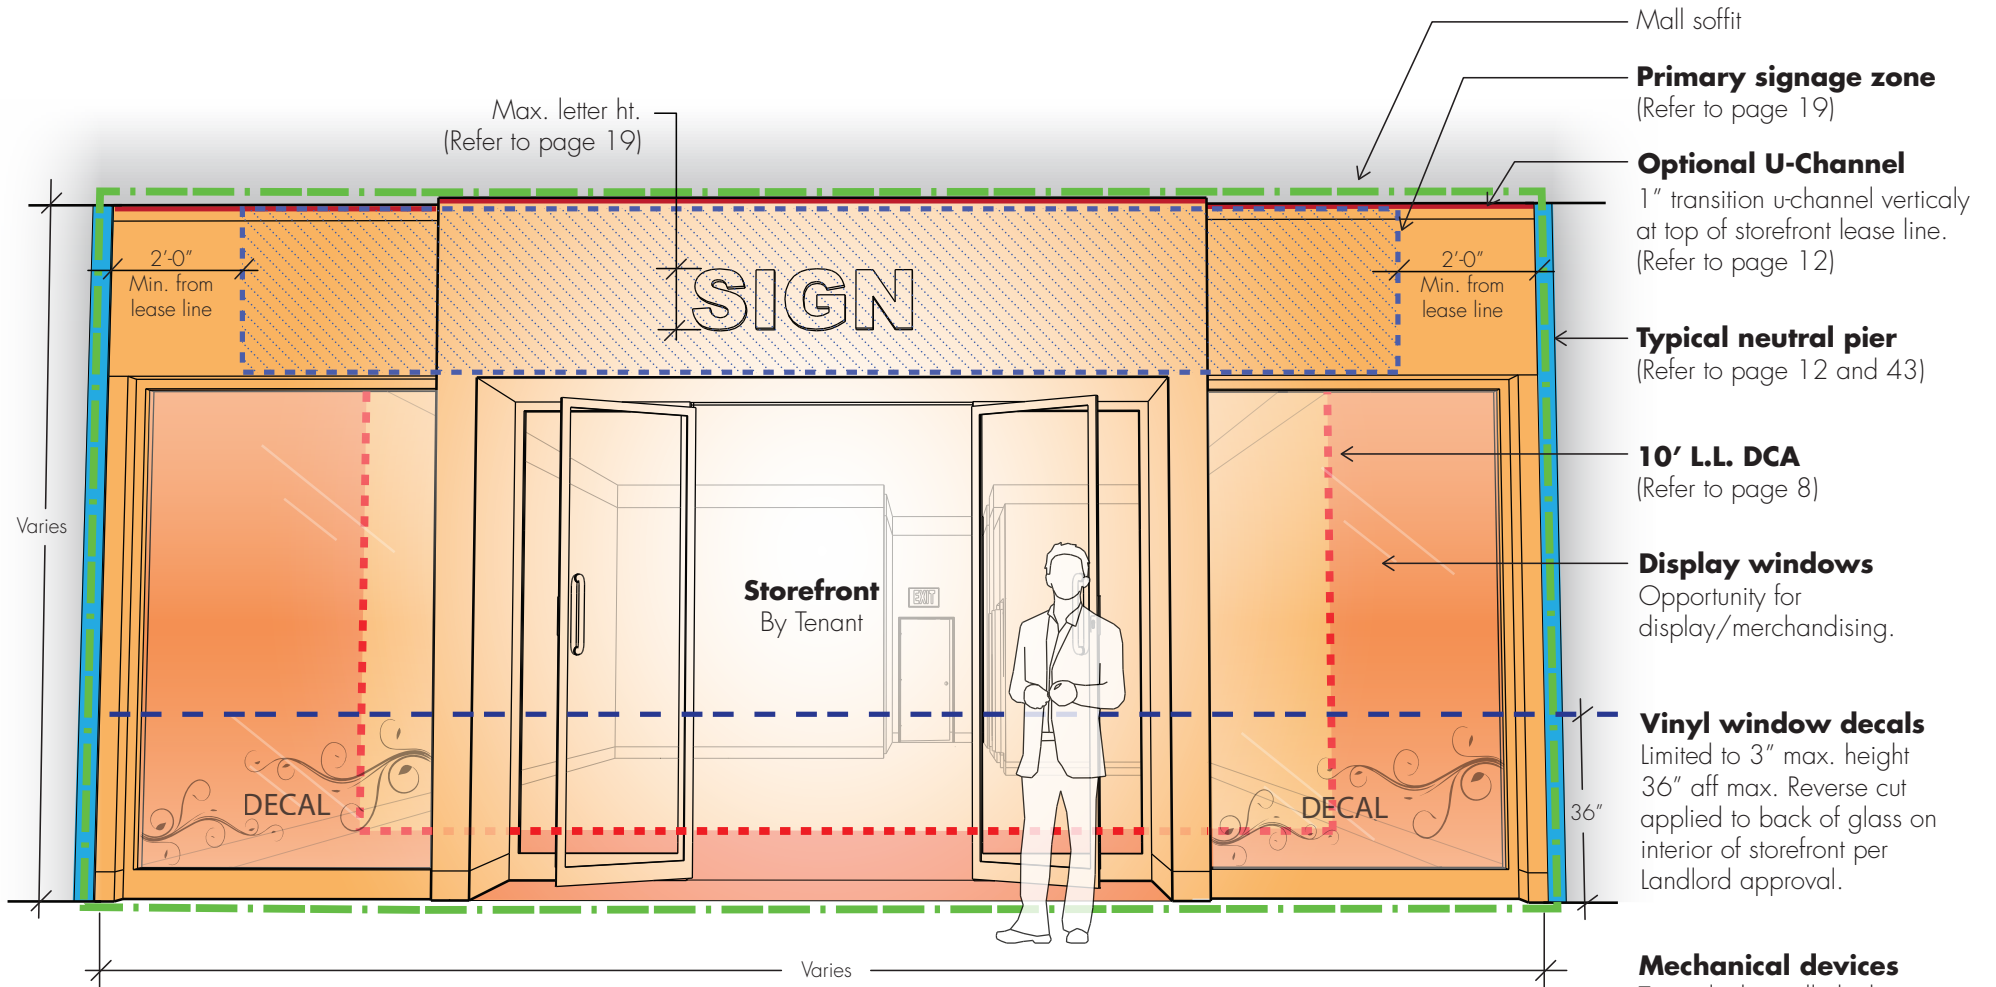 Mall soffit
Primary signage zone
(Refer to page 19)
Max. letter ht.
(Refer to page 19)
Optional U-Channel
1” transition u-channel verticaly
at top of storefront lease line.
(Refer to page 12)
2’-0”
Min. from
lease line
SIGN
2’-0”
Min. from
lease line
Typical neutral pier
(Refer to page 12 and 43)
10’ L.L. DCA
(Refer to page 8)
Varies
Display windows
Opportunity for
display/merchandising.
Storefront
By Tenant
EXIT
Vinyl window decals
Limited to 3” max. height
36” aff max. Reverse cut
applied to back of glass on
interior of storefront per
Landlord approval.
DECAL
DECAL
36”
Varies
Mechanical devices